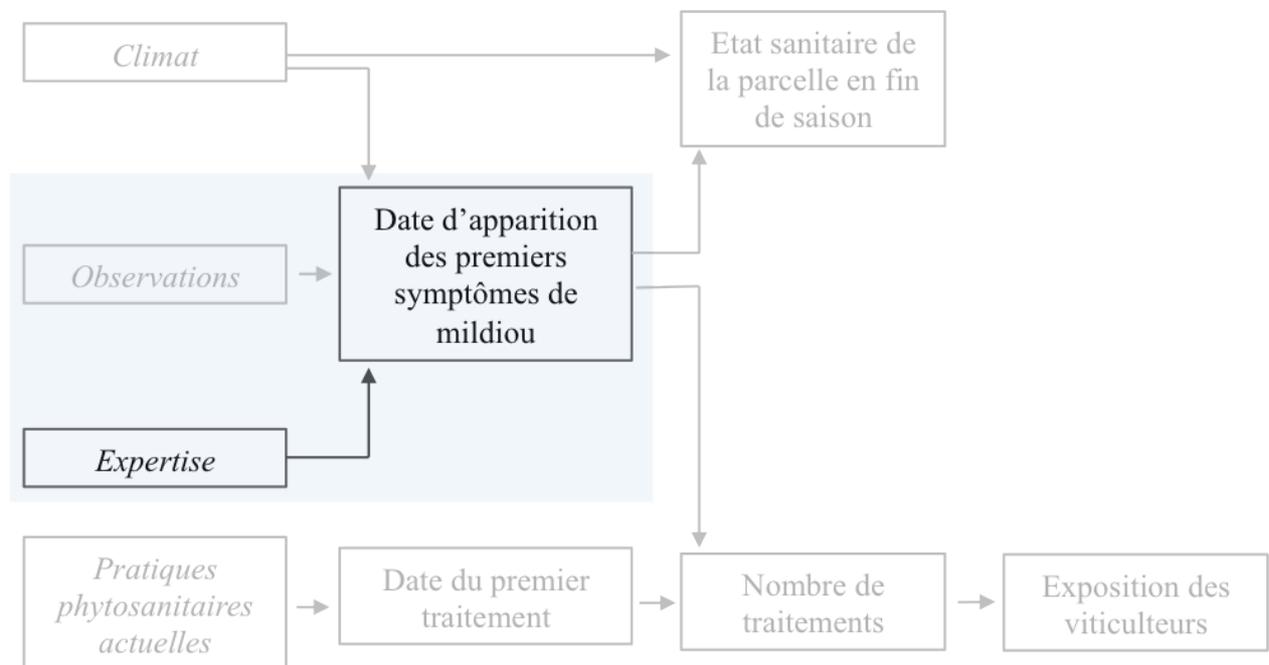 Climat
Etat sanitaire de
la parcelle en fin
de saison
Date d’apparition
des premiers
symptômes de
mildiou
Observations
Expertise
Pratiques
phytosanitaires
actuelles
Date du premier
traitement
Nombre de
traitements
Exposition des
viticulteurs